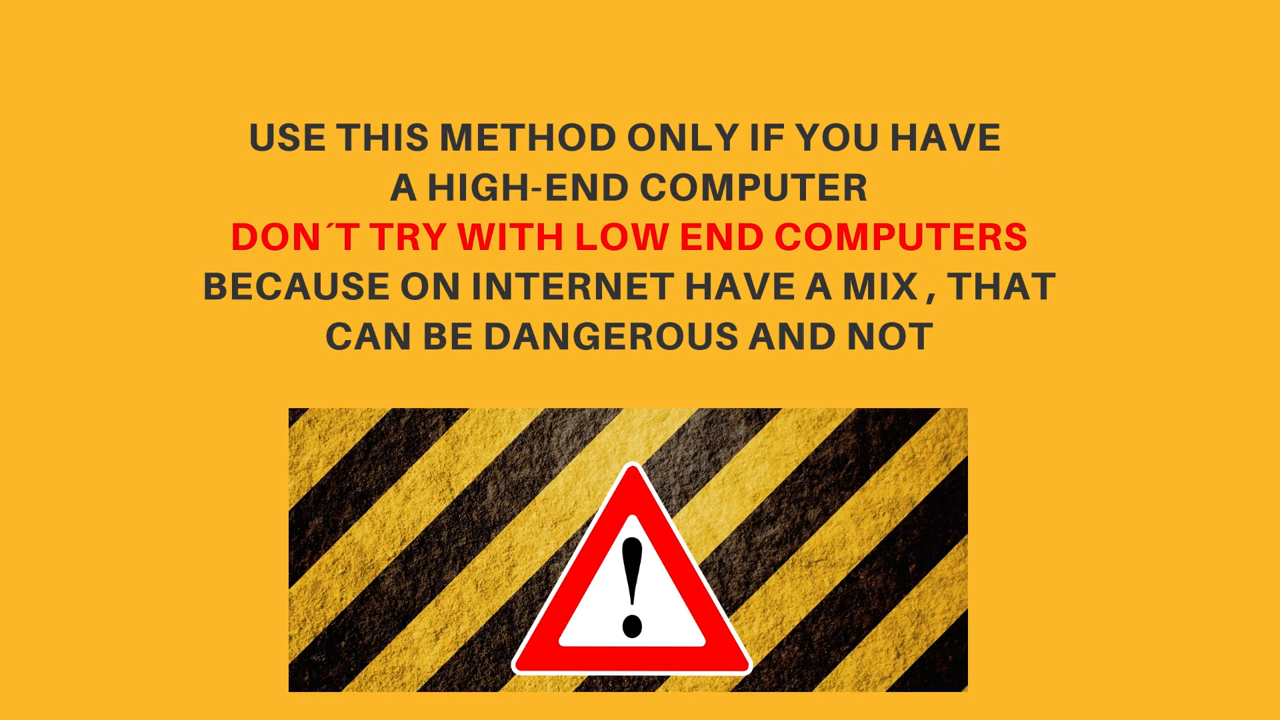 USE THIS METHOD ONLY IF YOU HAVE
A HIGH-END COMPUTER
DON´T TRY WITH LOW END COMPUTERS
BECAUSE ON INTERNET HAVE A MIX , THAT
CAN BE DANGEROUS AND NOT
!